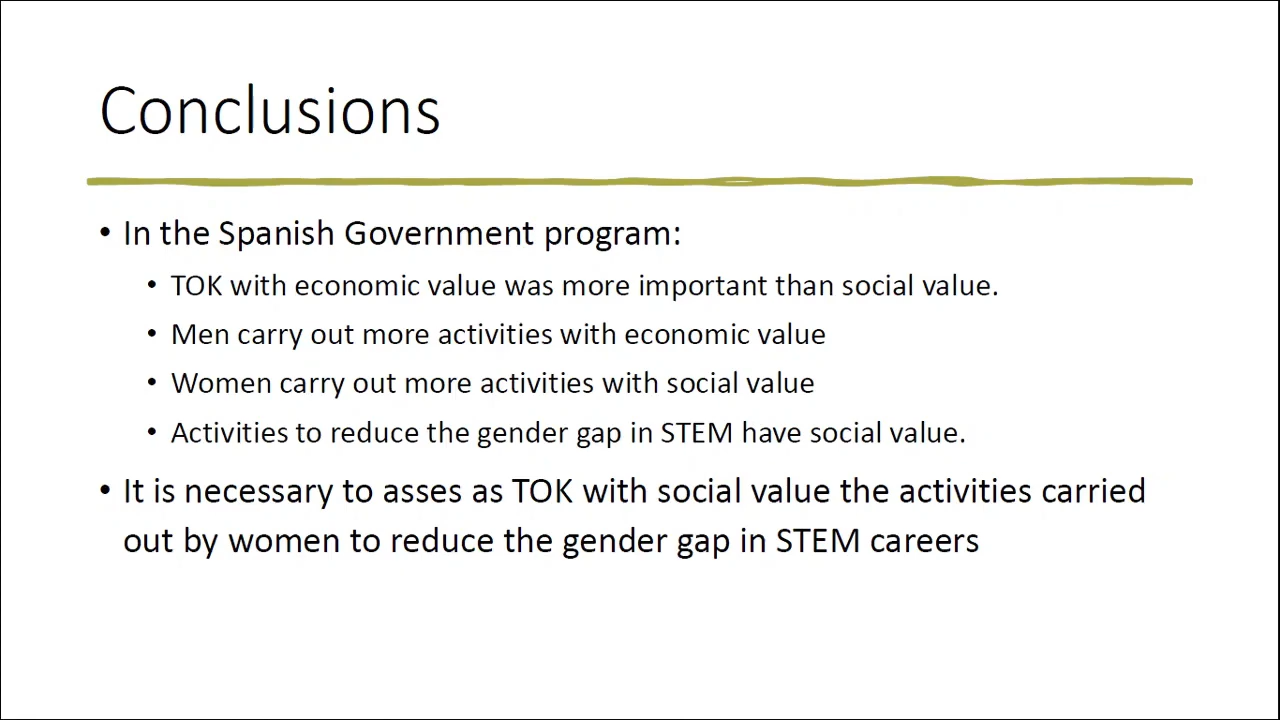 Conclusions
• In the Spanish Government program:
• TOK with economic value was more important than social value.
• Men carry out more activities with economic value
• Women carry out more activities with social value
• Activities to reduce the gender gap in STEM have social value.
• It is necessary to asses as TOK with social value the activities carried
out by women to reduce the gender gap in STEM careers